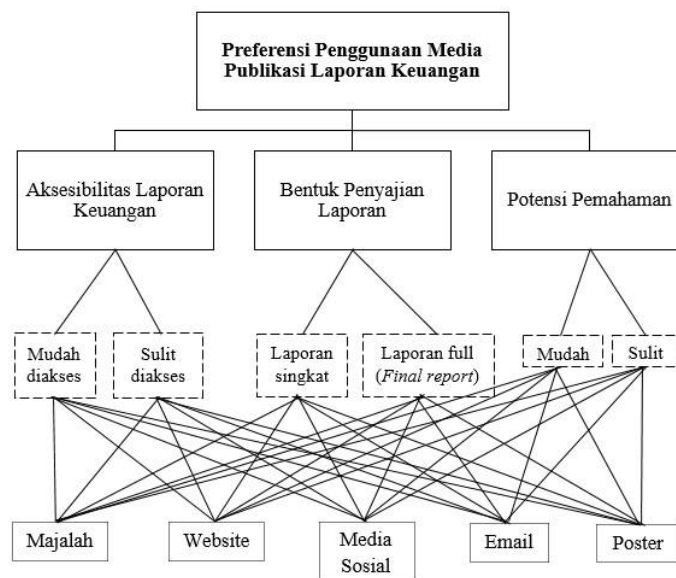 Preferensi Penggunaan Media
Publikasi Laporan Keuangan
Aksesibilitas Laporan
Keuangan
Bentuk Penyajian
Laporan
Potensi Pemahaman
Mudah
diakses
Sulit
diakses
Laporan
singkat
Laporan full
(Final report)
Mudah
Sulit
Majalah
Website
Media
Sosial
Email
Poster